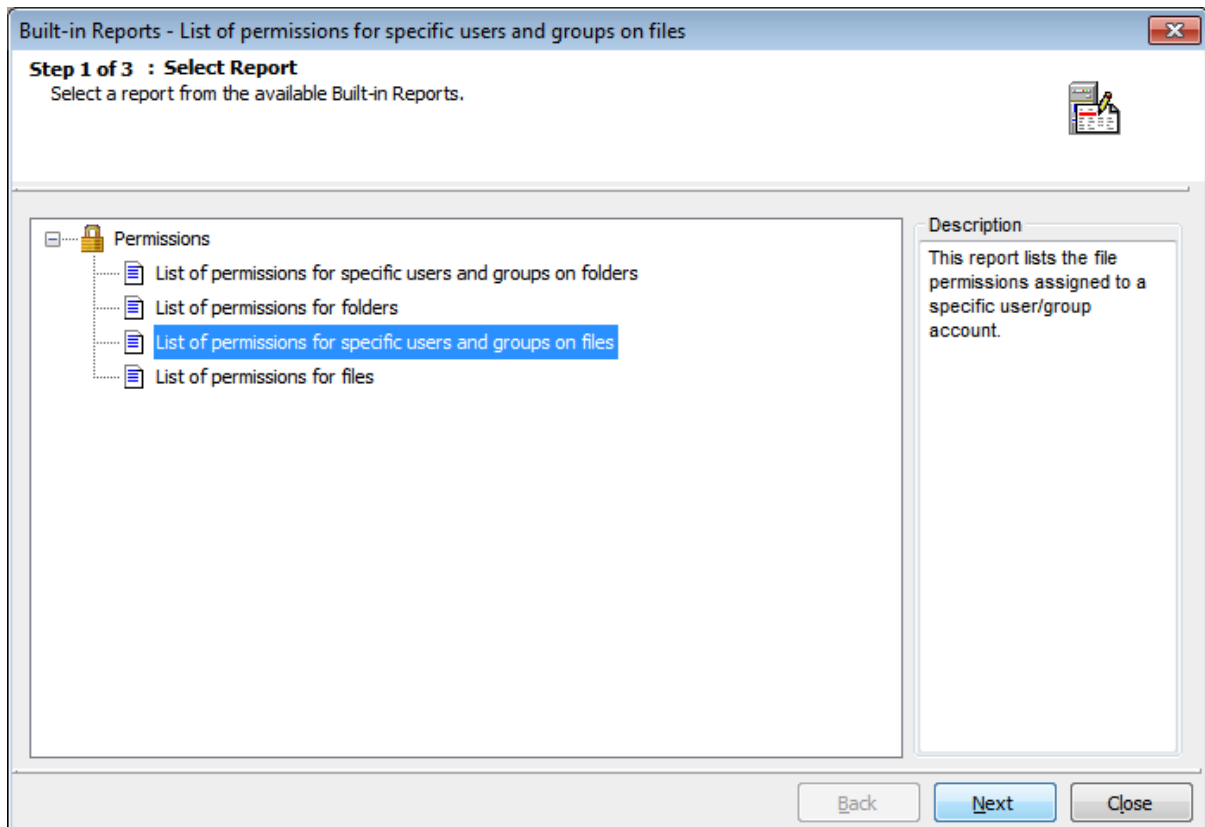 Built-in Reports - List of permissions for specific users and groups on files
Step 1 of 3 : Select Report
Select a report from the available Built-in Reports.
Permissions
List of permissions for specific users and groups on folders
List of permissions for folders
List of permissions for specific users and groups on files
List of permissions for files
Description
This report lists the file
permissions assigned to a
specific user/group
account.
Back
Next
Close